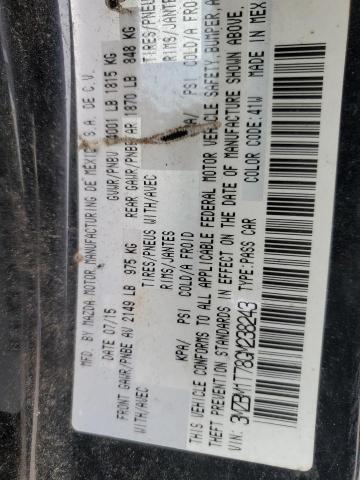 MFD. BY MAZDA MOTOR MANUFACTURING DE MEXICO S.A. DE C.V.
DATE 07/15 GVWR/PNBV 4001 LB 1815 KG
FRONT GAWR/PNBE AV 2149 LB 975 KG REAR GAWR/PNBE AR 1870 LB 848 KG
WITH/AVEC TIRES/PNEUS WITH/AVEC TIRES/PNEUS
RIMS/JANTES RIMS/JANTES
KPA/ PSI COLD/A FROID KPA/ PSI COLD/A FROID
THIS VEHICLE CONFORMS TO ALL APPLICABLE FEDERAL MOTOR VEHICLE SAFETY, BUMPER, A
THEFT PREVENTION STANDARDS IN EFFECT ON THE DATE OF MANUFACTURE SHOWN ABOVE.
VIN: 3MZBM1T78GM238243 TYPE: PASS CAR COLOR: 41W MADE IN MEX